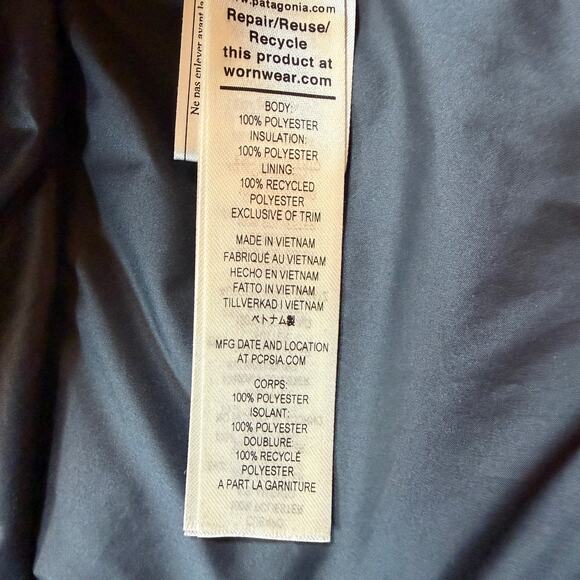 w.patagonia.com
Repair/Reuse/
Recycle
this product at
wornwear.com
Ne pas enlever avant la
BODY:
100% POLYESTER
INSULATION:
100% POLYESTER
LINING:
100% RECYCLED
POLYESTER
EXCLUSIVE OF TRIM
MADE IN VIETNAM
FABRIQUÉ AU VIETNAM
HECHO EN VIETNAM
FATTO IN VIETNAM
TILLVERKAD I VIETNAM
ベトナム製
MFG DATE AND LOCATION
AT PCPSIA.COM
CORPS:
100% POLYESTER
ISOLANT:
100% POLYESTER
DOUBLURE:
100% RECYCLÉ
POLYESTER
A PART LA GARNITURE